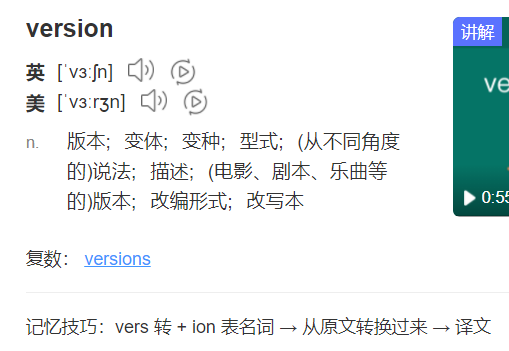 version
讲解
英 [ˈvɜːʃn]
美 [ˈvɜːrʒn]
ve
n. 版本；变体；变种；型式；(从不同角度
的)说法；描述；(电影、剧本、乐曲等
的)版本；改编形式；改写本
0:55
复数： versions
记忆技巧：vers 转 + ion 表名词 → 从原文转换过来 → 译文